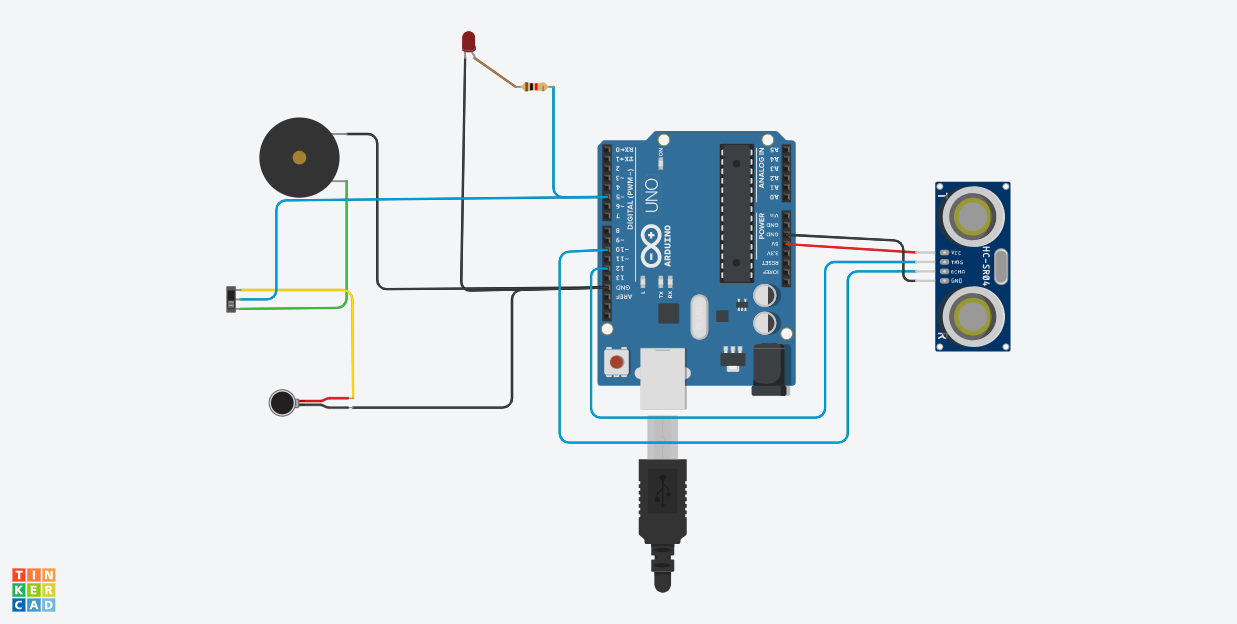 RX←0
TX→1
2
~3
4
~5
~6
7
DIGITAL (PWM~)
8
~9
~10
~11
12
13
GND
AREF
UNO
ARDUINO
ON
L
TX
RX
ANALOG IN
A5
A4
A3
A2
A1
A0
POWER
Vin
GND
GND
5V
3.3V
RESET
IOREF
T
HC-SR04
VCC
TRIG
ECHO
GND
R
TIN
KER
CAD